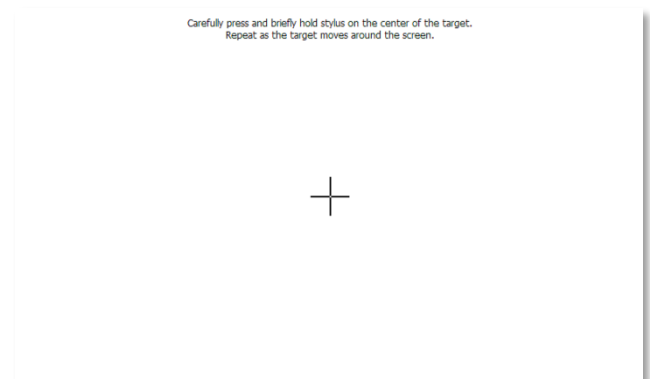 Carefully press and briefly hold stylus on the center of the target.
Repeat as the target moves around the screen.